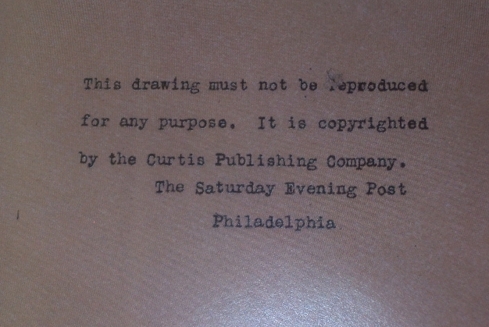 This drawing must not be reproduced
for any purpose. It is copyrighted
by the Curtis Publishing Company.
The Saturday Evening Post
Philadelphia